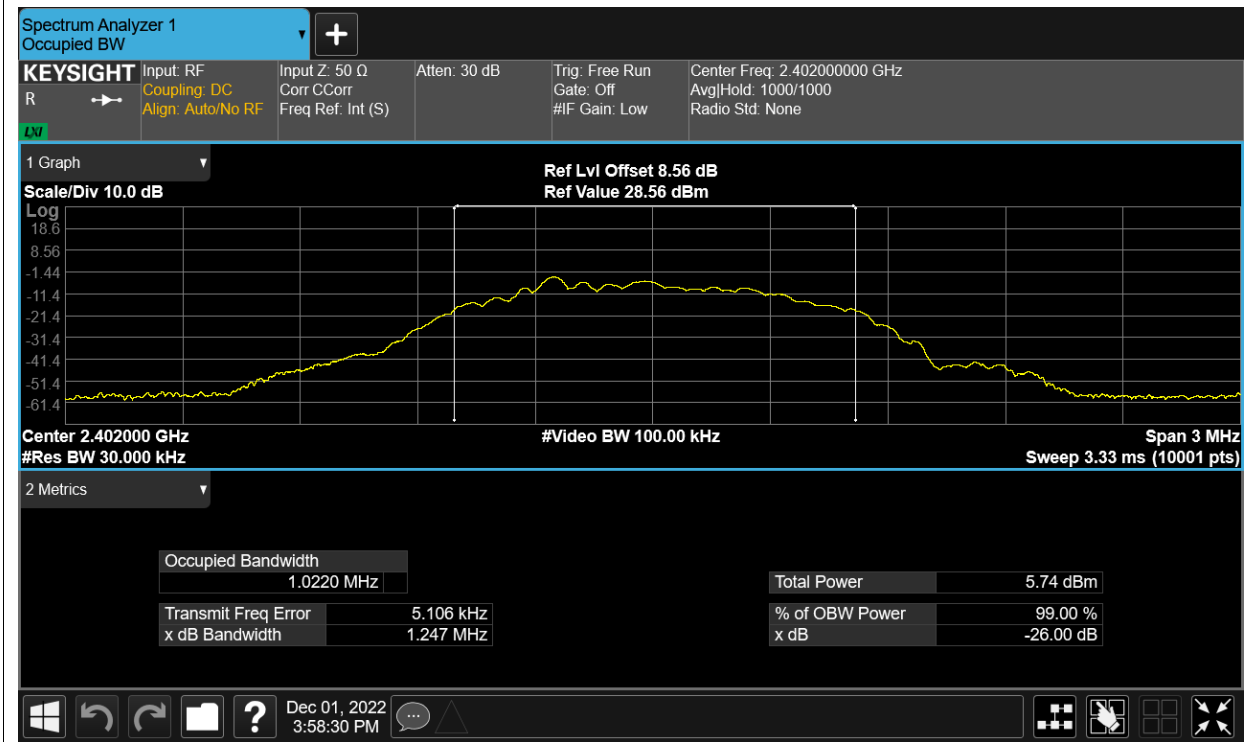 Spectrum Analyzer 1
Occupied BW
KEYSIGHT
R
LXI
Input: RF
Coupling: DC
Align: Auto/No RF
Input Z: 50 Ω
Corr CCorr
Freq Ref: Int (S)
Atten: 30 dB
Trig: Free Run
Gate: Off
#IF Gain: Low
Center Freq: 2.402000000 GHz
Avg|Hold: 1000/1000
Radio Std: None
1 Graph
Scale/Div 10.0 dB
Ref Lvl Offset 8.56 dB
Ref Value 28.56 dBm
Log
18.6
8.56
-1.44
-11.4
-21.4
-31.4
-41.4
-51.4
-61.4
Center 2.402000 GHz
#Video BW 100.00 kHz
Span 3 MHz
#Res BW 30.000 kHz
Sweep 3.33 ms (10001 pts)
2 Metrics
Occupied Bandwidth
1.0220 MHz
Total Power 5.74 dBm
Transmit Freq Error 5.106 kHz
% of OBW Power 99.00 %
x dB Bandwidth 1.247 MHz
x dB -26.00 dB
?
Dec 01, 2022
3:58:30 PM